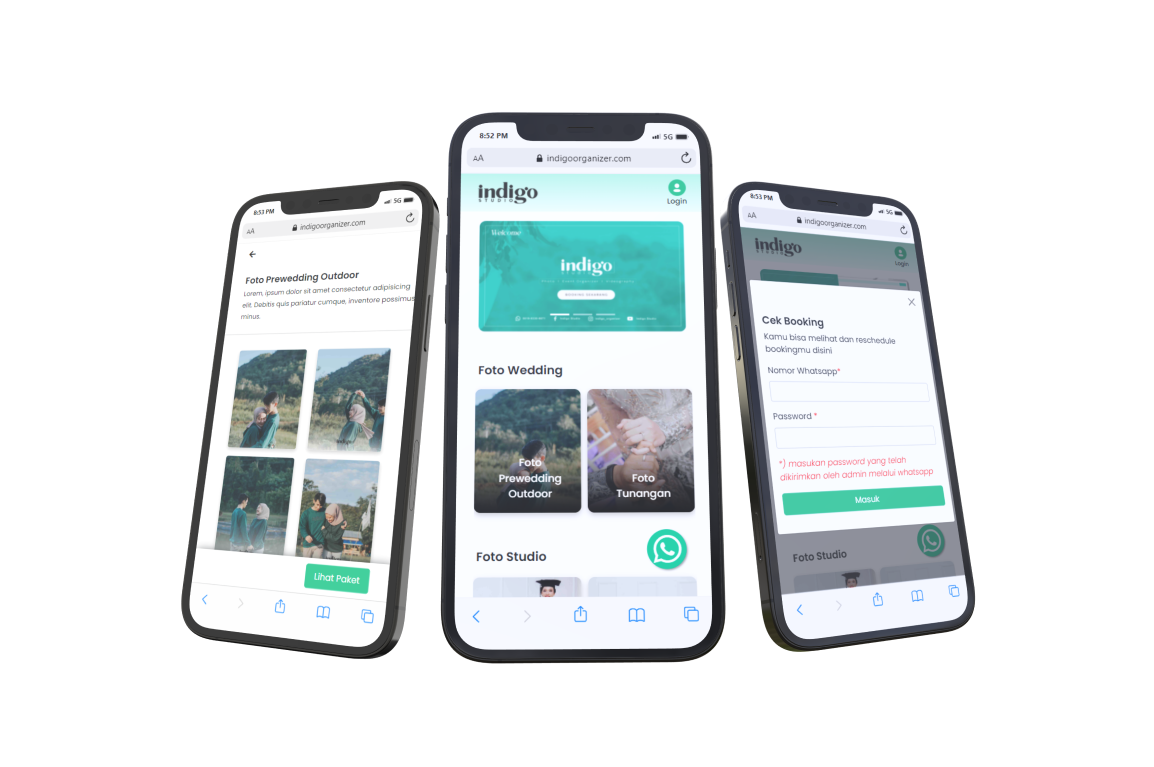 8:53 PM
5G
AA
indigoorganizer.com
Foto Prewedding Outdoor
Lorem, ipsum dolor sit amet consectetur adipisicing
elit. Debitis quis pariatur cumque, inventore possimus
minus.
Lihat Paket
8:52 PM
5G
AA
indigoorganizer.com
indigo
STUDIO
Login
Welcome
indigo
Foto Wedding
Foto
Prewedding
Outdoor
Foto
Tunangan
Foto Studio
8:53 PM
5G
AA
indigoorganizer.com
indigo
STUDIO
Login
Cek Booking
Kamu bisa melihat dan reschedule
bookingmu disini
Nomor Whatsapp*
Password *
*) masukan password yang telah
dikirimkan oleh admin melalui whatsapp
Masuk
Foto Studio